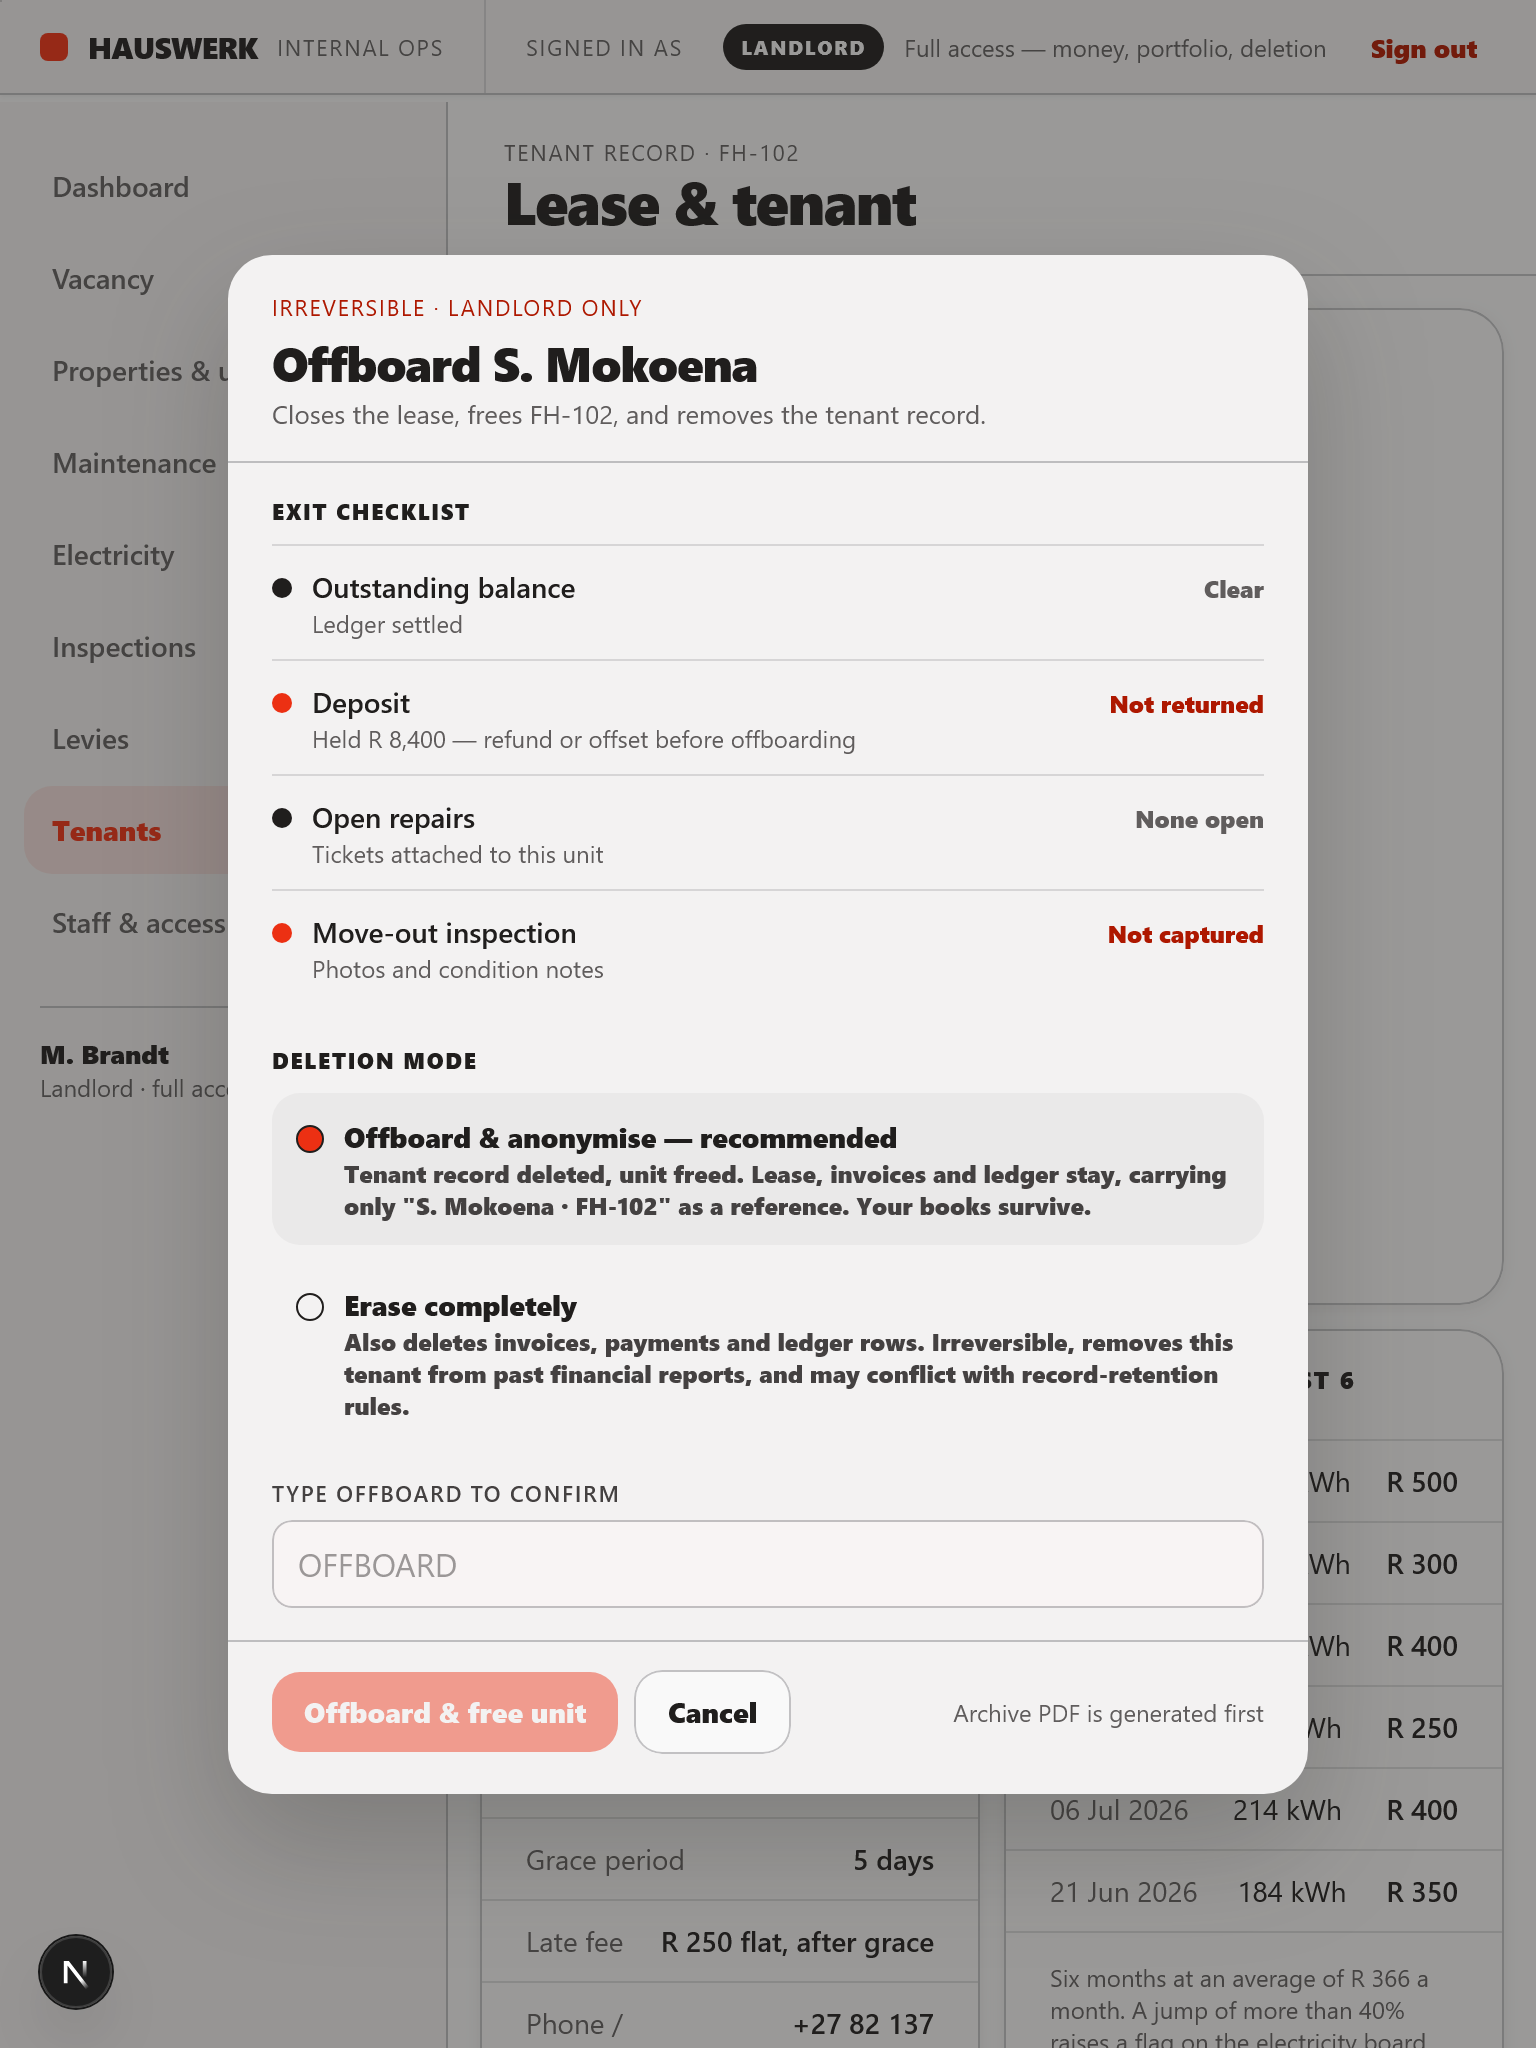 HAUSWERK INTERNAL OPS
SIGNED IN AS LANDLORD Full access — money, portfolio, deletion Sign out
Dashboard
Vacancy
Properties &
Maintenance
Electricity
Inspections
Levies
Tenants
Staff & access
M. Brandt
Landlord · full
TENANT RECORD · FH-102
Lease & tenant
IRREVERSIBLE · LANDLORD ONLY
Offboard S. Mokoena
Closes the lease, frees FH-102, and removes the tenant record.
EXIT CHECKLIST
Outstanding balance Clear
Ledger settled
Deposit Not returned
Held R 8,400 — refund or offset before offboarding
Open repairs None open
Tickets attached to this unit
Move-out inspection Not captured
Photos and condition notes
DELETION MODE
Offboard & anonymise — recommended
Tenant record deleted, unit freed. Lease, invoices and ledger stay, carrying
only "S. Mokoena · FH-102" as a reference. Your books survive.
Erase completely
Also deletes invoices, payments and ledger rows. Irreversible, removes this
tenant from past financial reports, and may conflict with record-retention
rules.
TYPE OFFBOARD TO CONFIRM
OFFBOARD
Offboard & free unit Cancel Archive PDF is generated first
6
R 500
R 300
R 400
R 250
06 Jul 2026 214 kWh R 400
21 Jun 2026 184 kWh R 350
Six months at an average of R 366 a
month. A jump of more than 40%
raises a flag on the electricity board
Grace period 5 days
Late fee R 250 flat, after grace
Phone / +27 82 137
N